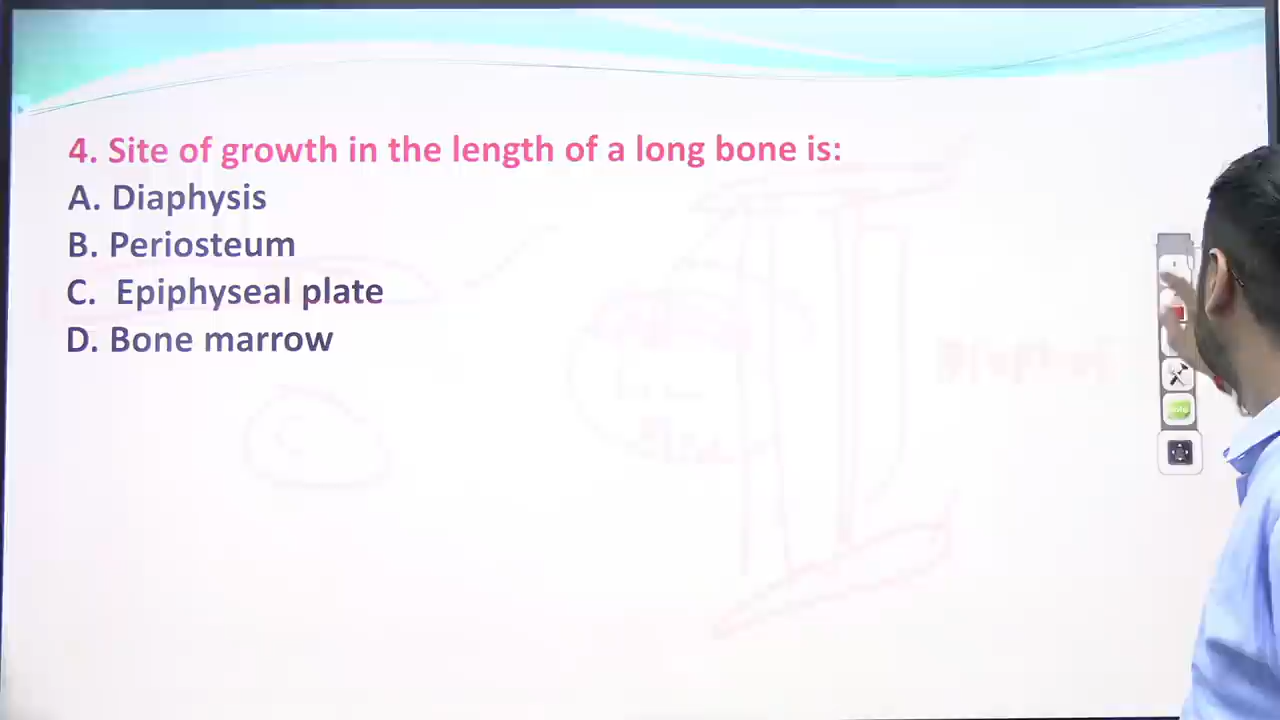 4. Site of growth in the length of a long bone is:
A. Diaphysis
B. Periosteum
C. Epiphyseal plate
D. Bone marrow